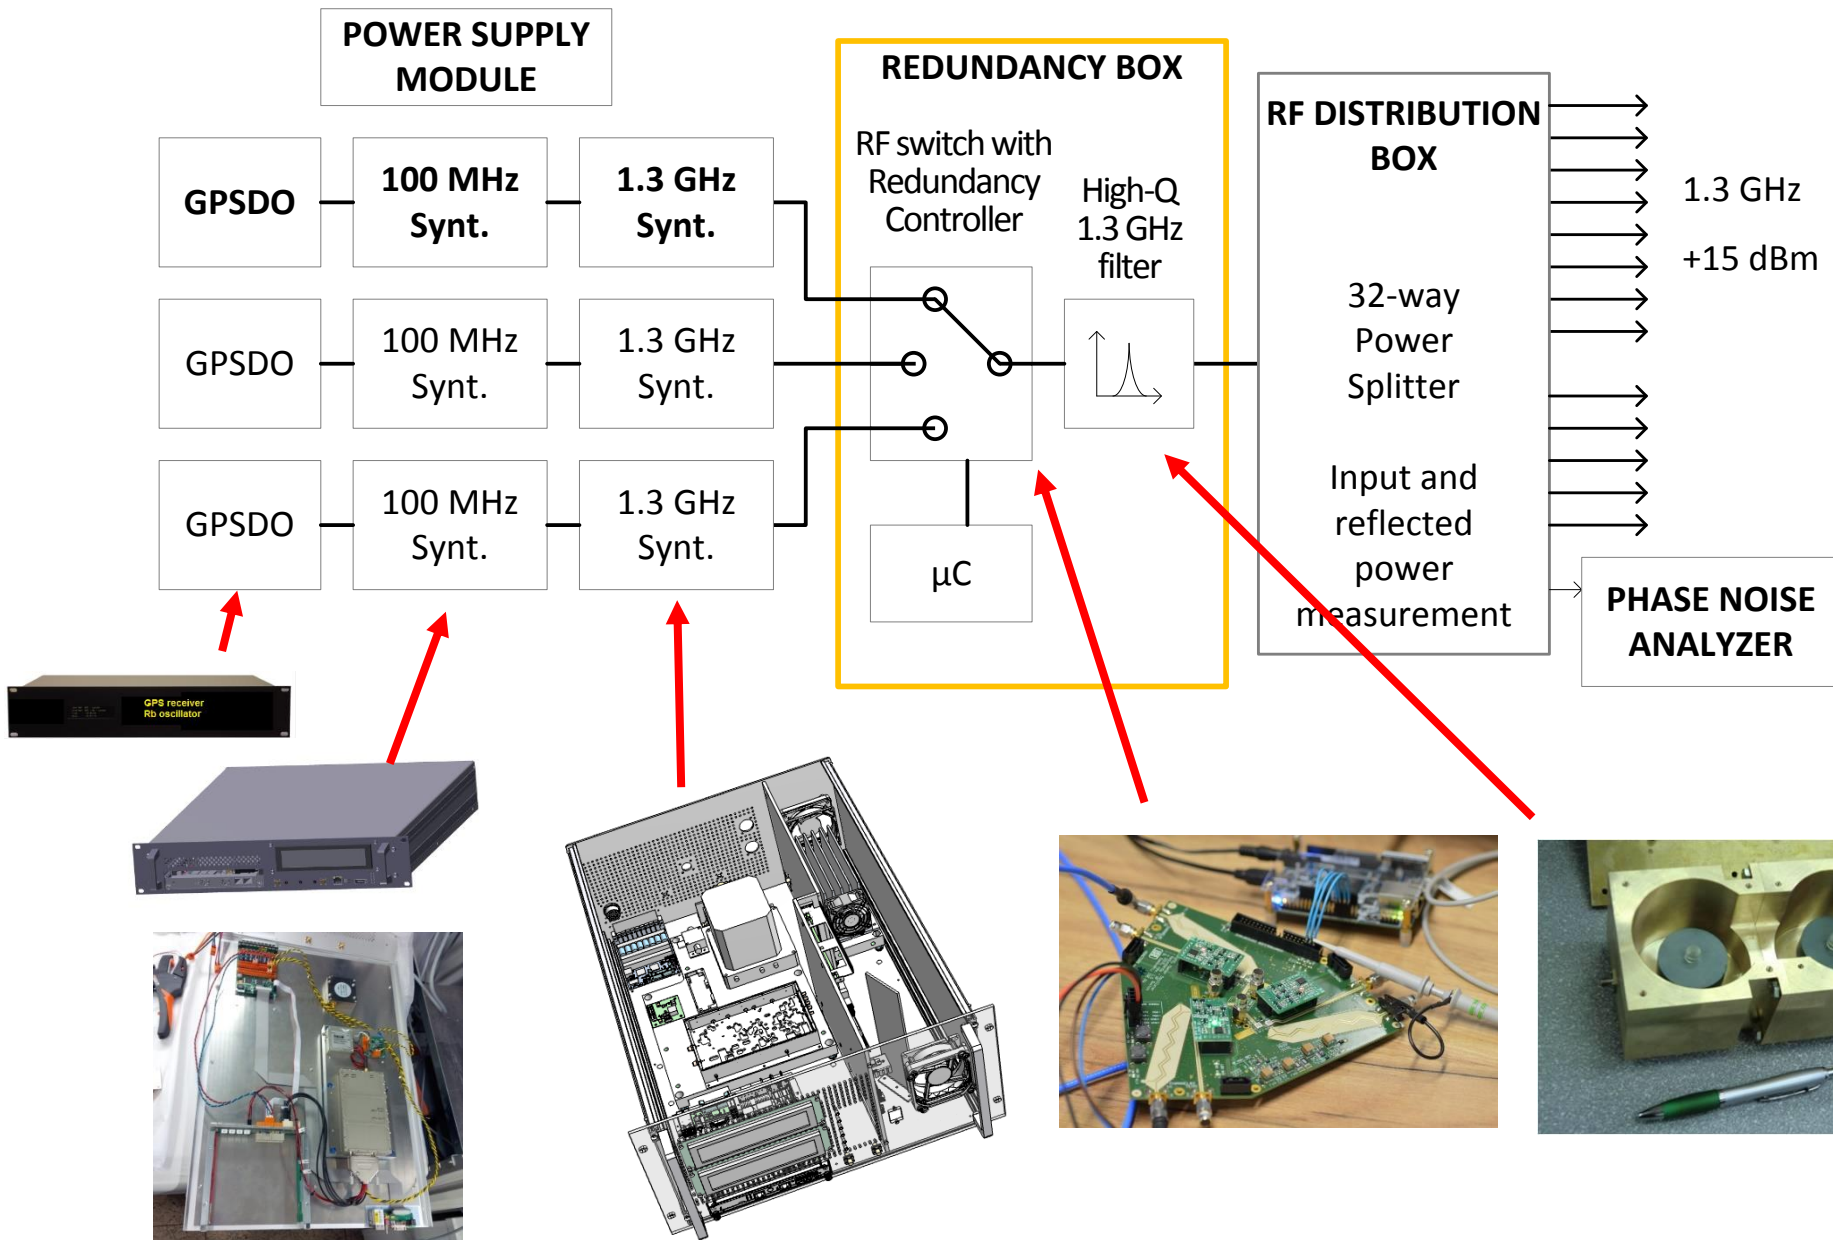 POWER SUPPLY
MODULE
REDUNDANCY BOX
RF DISTRIBUTION
BOX
GPSDO
100 MHz
Synt.
1.3 GHz
Synt.
RF switch with
Redundancy
Controller
High-Q
1.3 GHz
filter
1.3 GHz
+15 dBm
GPSDO
100 MHz
Synt.
1.3 GHz
Synt.
32-way
Power
Splitter
GPSDO
100 MHz
Synt.
1.3 GHz
Synt.
µC
Input and
reflected
power
measurement
PHASE NOISE
ANALYZER
GPS receiver
Rb oscillator